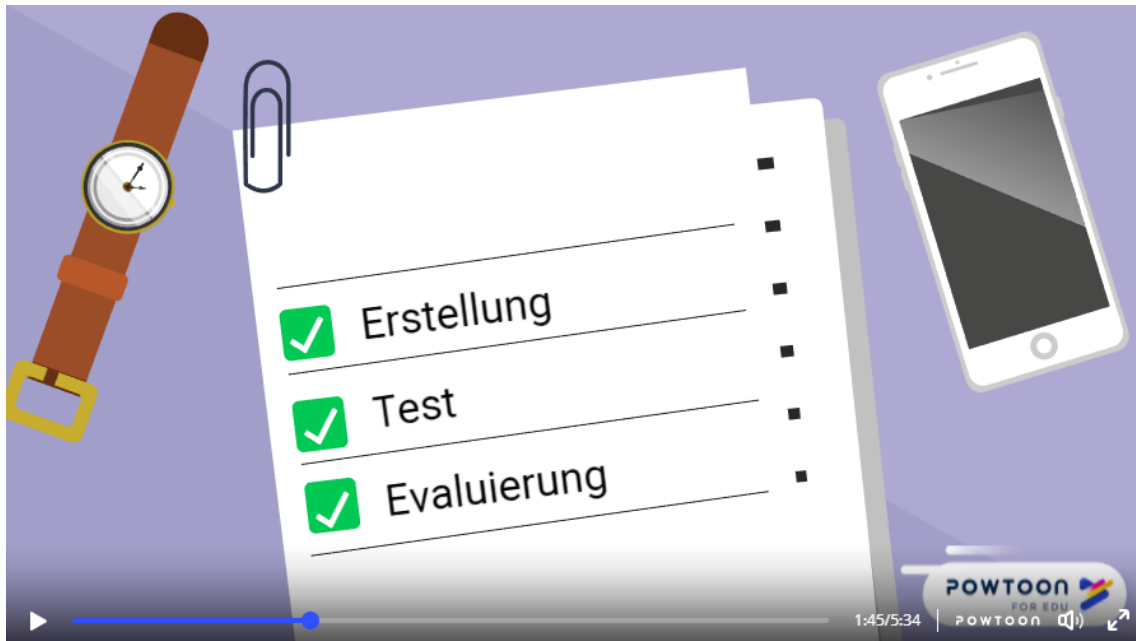 Erstellung
Test
Evaluierung
POWTOON
FOR EDU
1:45/5:34
POWTOON